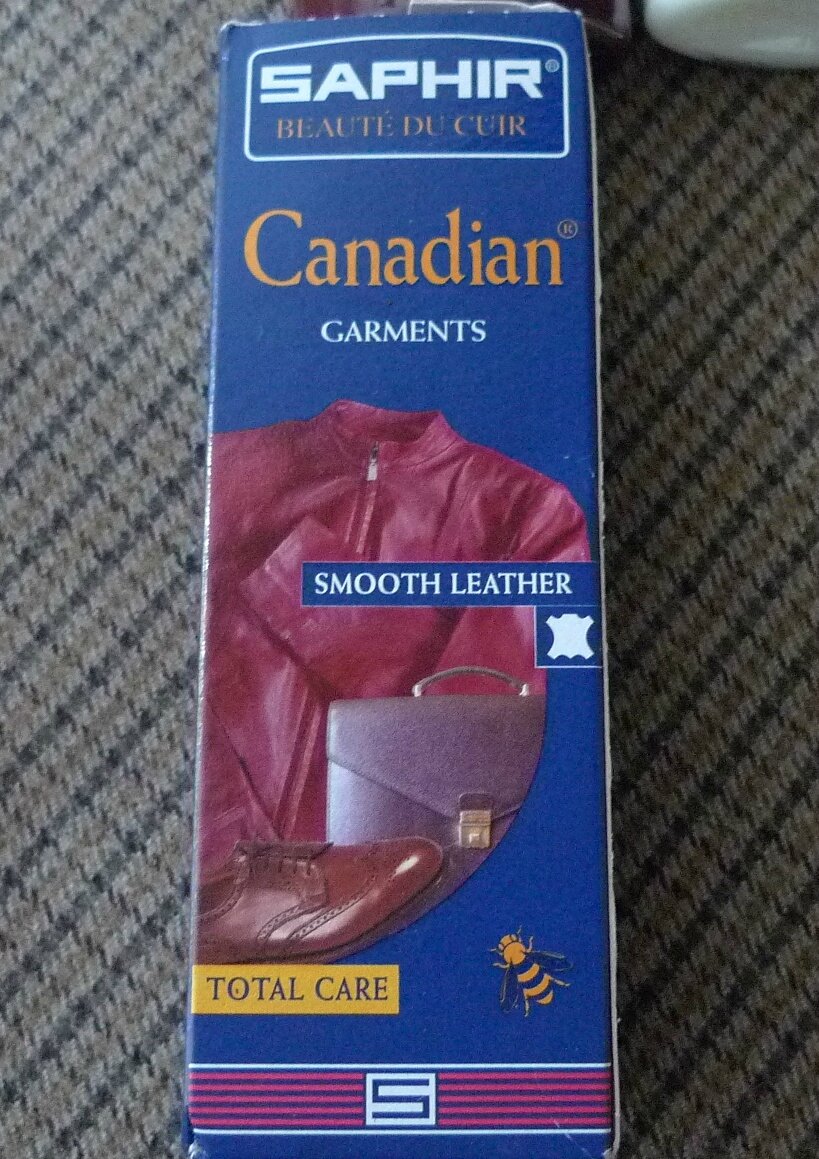 SAPHIR®
BEAUTÉ DU CUIR
Canadian®
GARMENTS
SMOOTH LEATHER
TOTAL CARE
S